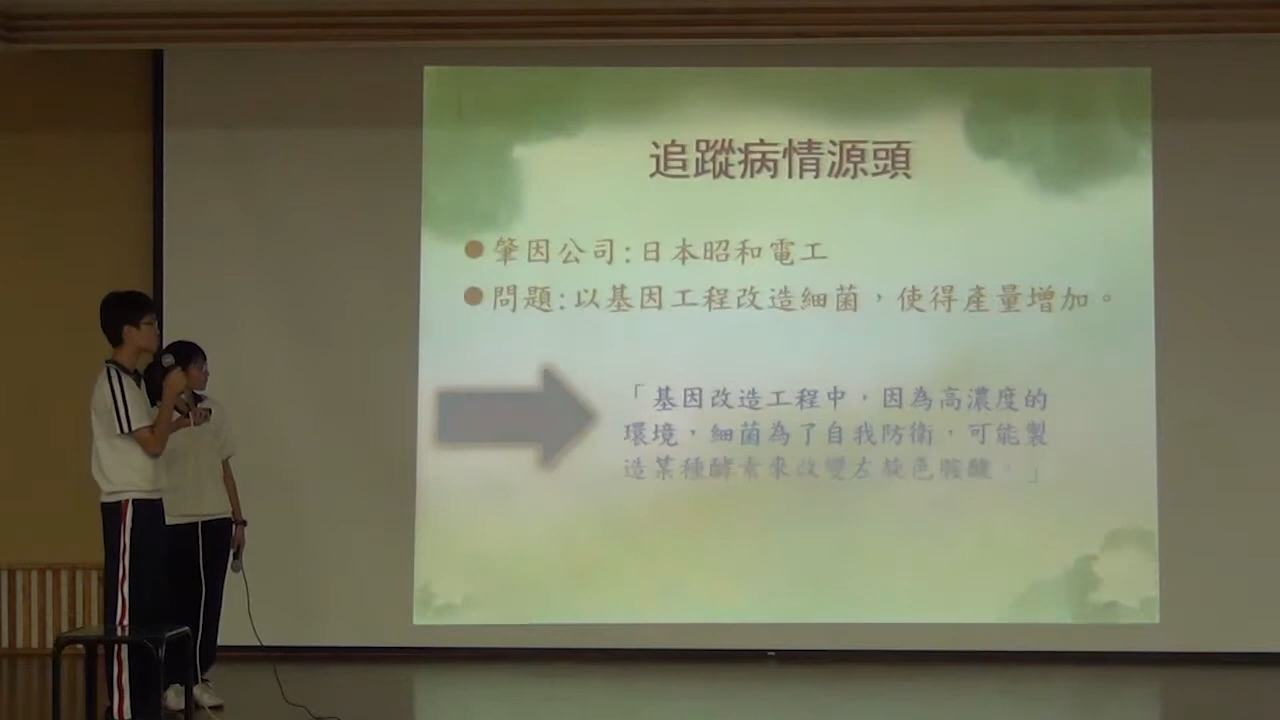 追蹤病情源頭
●肇因公司:日本昭和電工
●問題:以基因工程改造細菌，使得產量增加。
「基因改造工程中，因為高濃度的
環境，細菌為了自我防衛，可能製
造某種酵素來改變左旋色胺酸。」